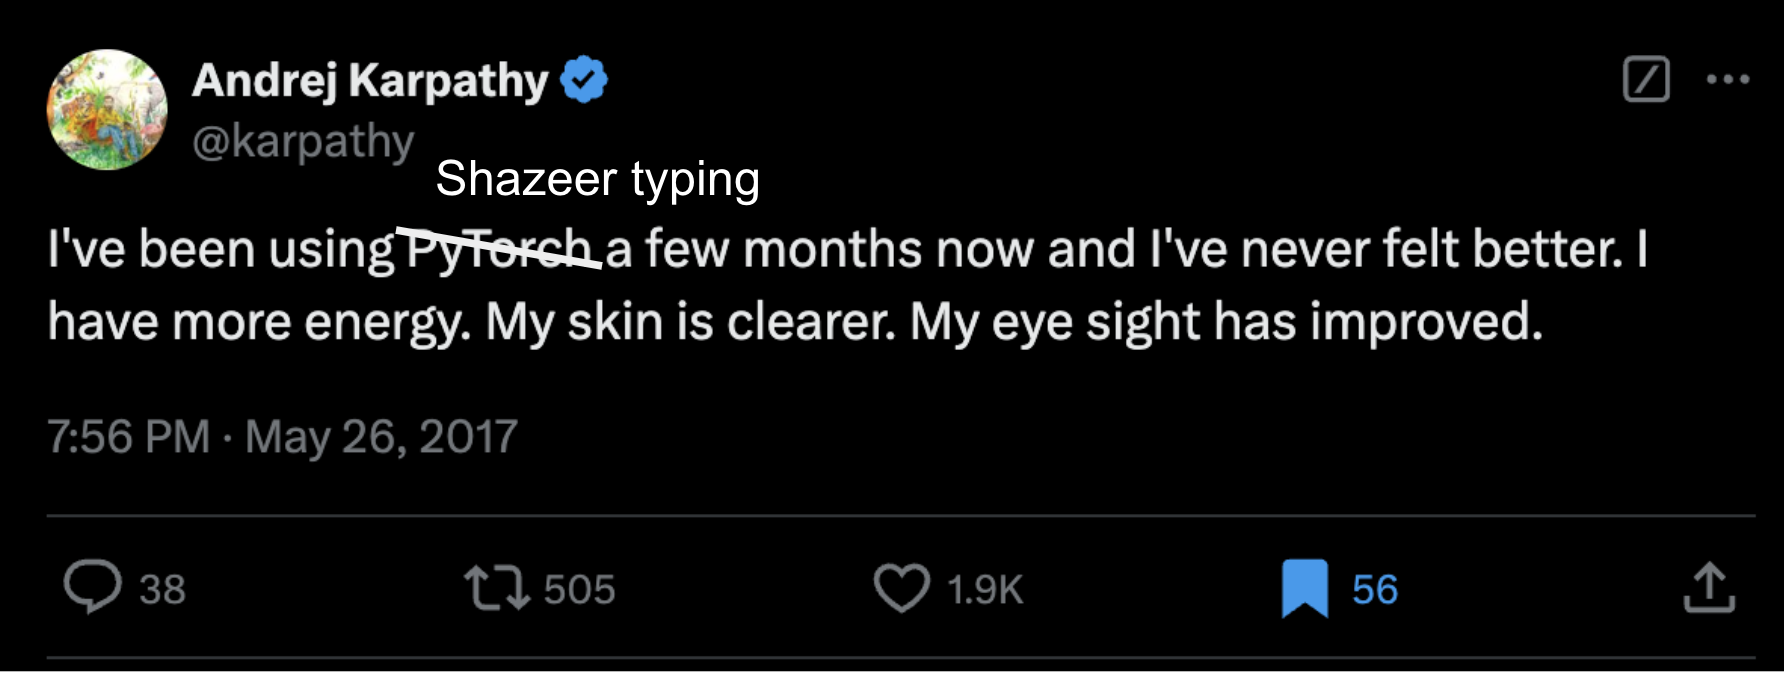 Andrej Karpathy
@karpathy
Shazeer typing
I've been using PyTorch a few months now and I've never felt better. I
have more energy. My skin is clearer. My eye sight has improved.
7:56 PM · May 26, 2017
38 505 1.9K 56